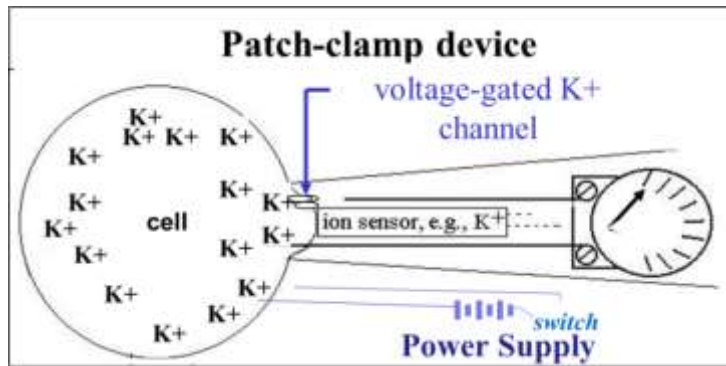 Patch-clamp device
voltage-gated K+
channel
K+
K+ K+ K+
K+
K+
K+
K+
K+
cell
ion sensor, e.g., K+
K+
K+
K+
K+
K+
K+
K+
K+
switch
Power Supply